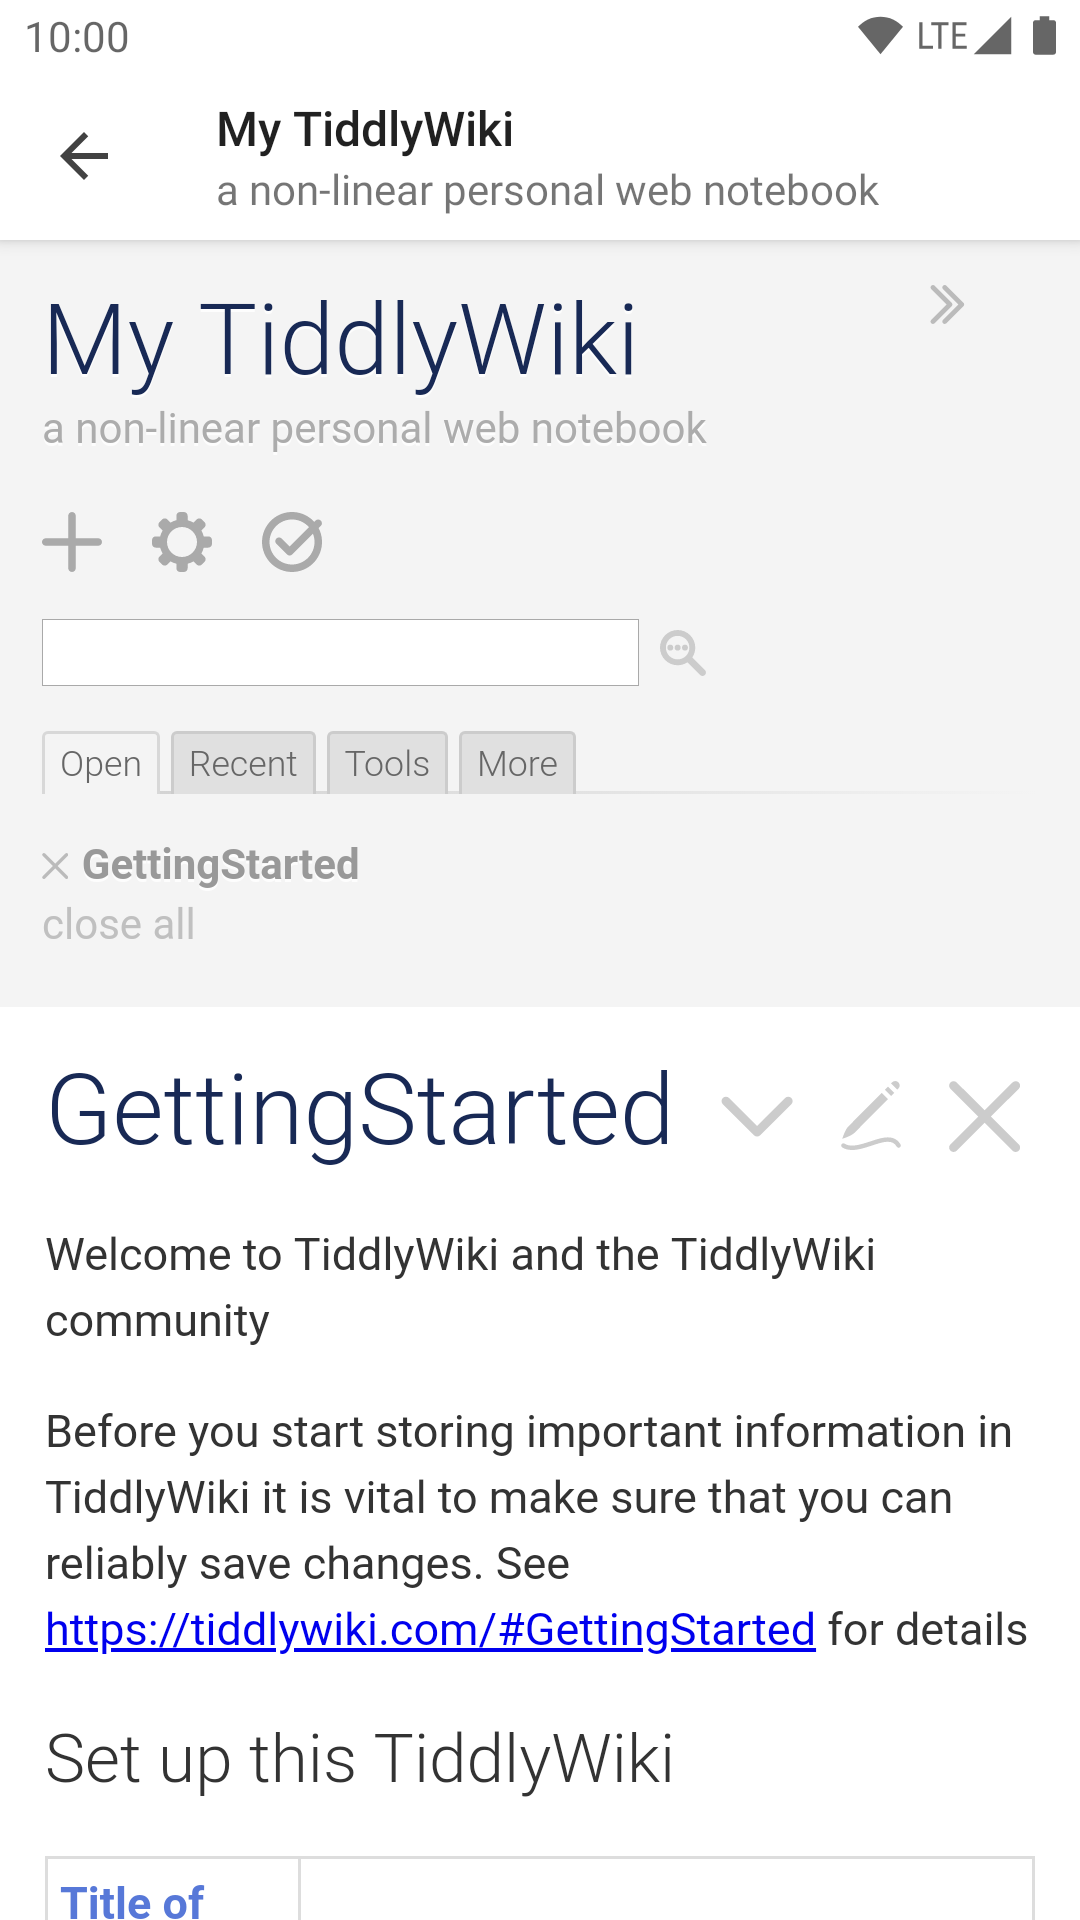 10:00 LTE
My TiddlyWiki
a non-linear personal web notebook
My TiddlyWiki
a non-linear personal web notebook
Open Recent Tools More
GettingStarted
close all
GettingStarted
Welcome to TiddlyWiki and the TiddlyWiki
community
Before you start storing important information in
TiddlyWiki it is vital to make sure that you can
reliably save changes. See
https://tiddlywiki.com/#GettingStarted for details
Set up this TiddlyWiki
Title of